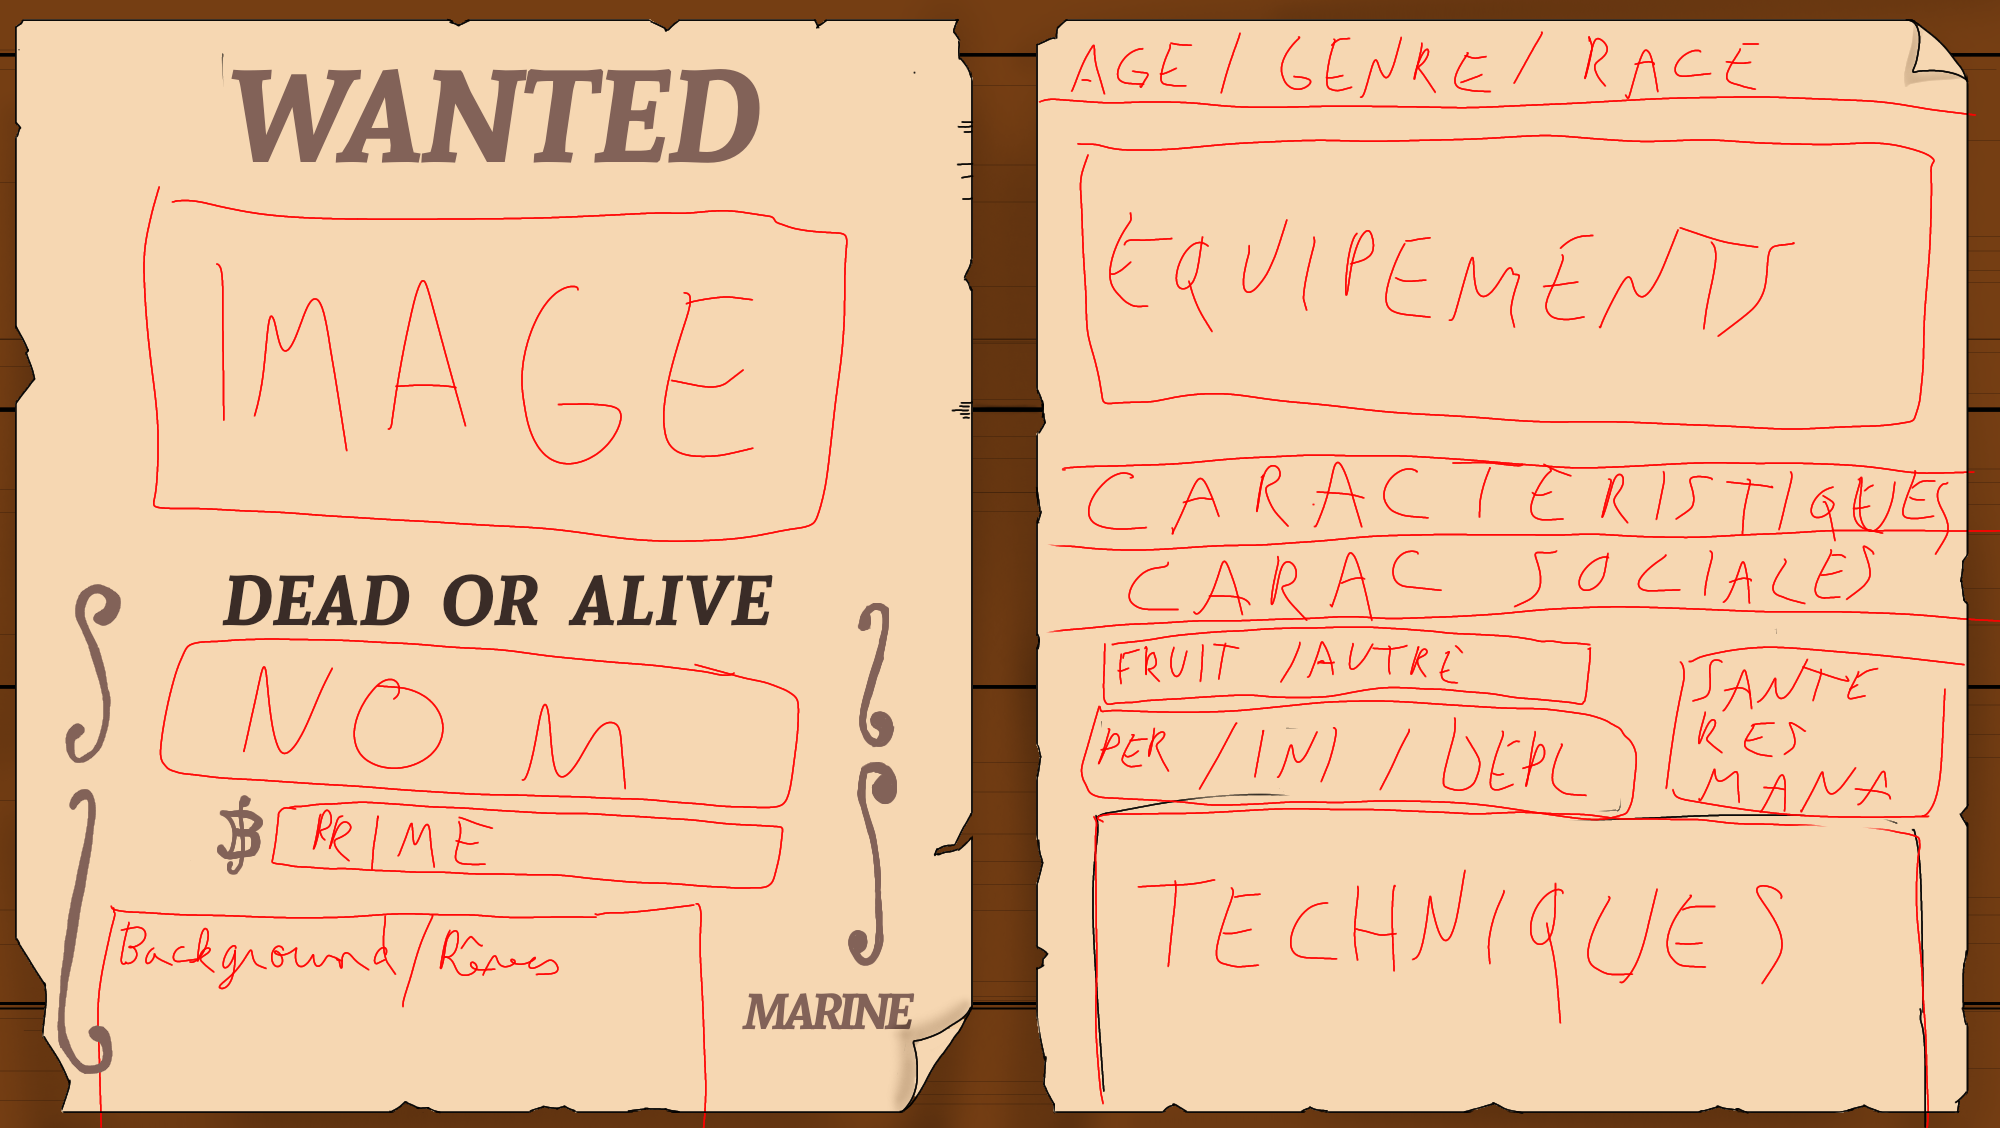 WANTED
IMAGE
DEAD OR ALIVE
NOM
฿ PRIME
Background/Rêves
MARINE
AGE / GENRE / RACE
EQUIPEMENTS
CARACTERISTIQUES
CARAC SOCIALES
FRUIT /AUTRE
PER / INI / DEPL
SANTE
RES
MANA
TECHNIQUES